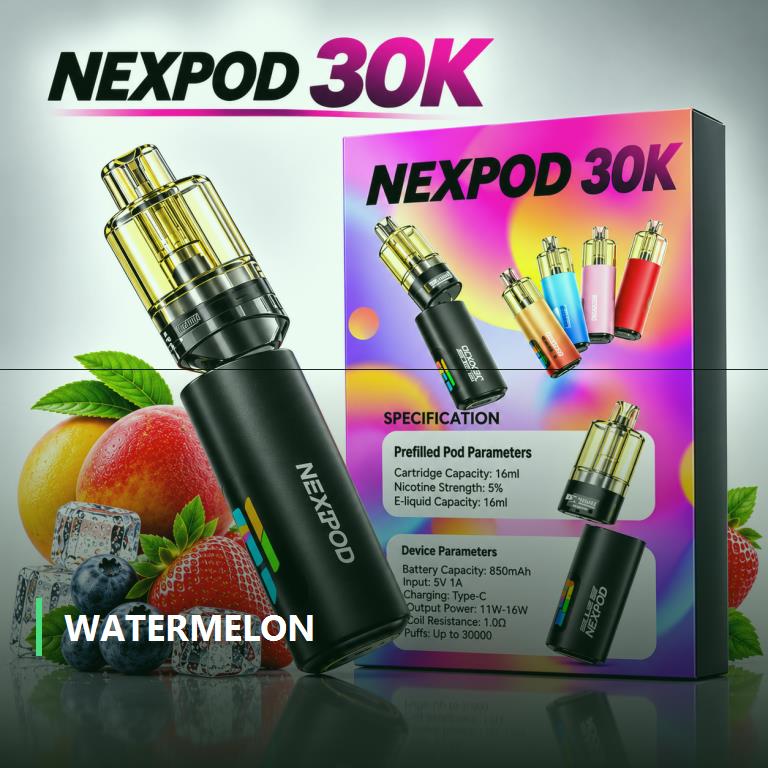 NEXPOD 30K
NEXPOD 30K
SPECIFICATION
Prefilled Pod Parameters
Cartridge Capacity: 16ml
Nicotine Strength: 5%
E-liquid Capacity: 16ml
Device Parameters
Battery Capacity: 850mAh
Input: 5V 1A
Charging: Type-C
Output Power: 11W-16W
Coil Resistance: 1.0Ω
Puffs: Up to 30000
NEXPOD
NEXPOD
WATERMELON